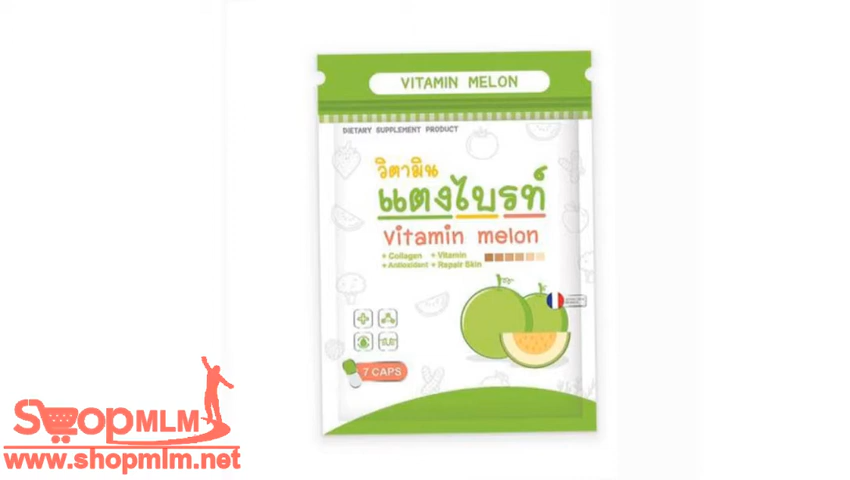 VITAMIN MELON
DIETARY SUPPLEMENT PRODUCT
วิตามิน
แตงไบรท์
vitamin melon
+ Collagen + Vitamin
+ Antioxidant + Repair Skin
7 CAPS
ShopMLM
www.shopmlm.net